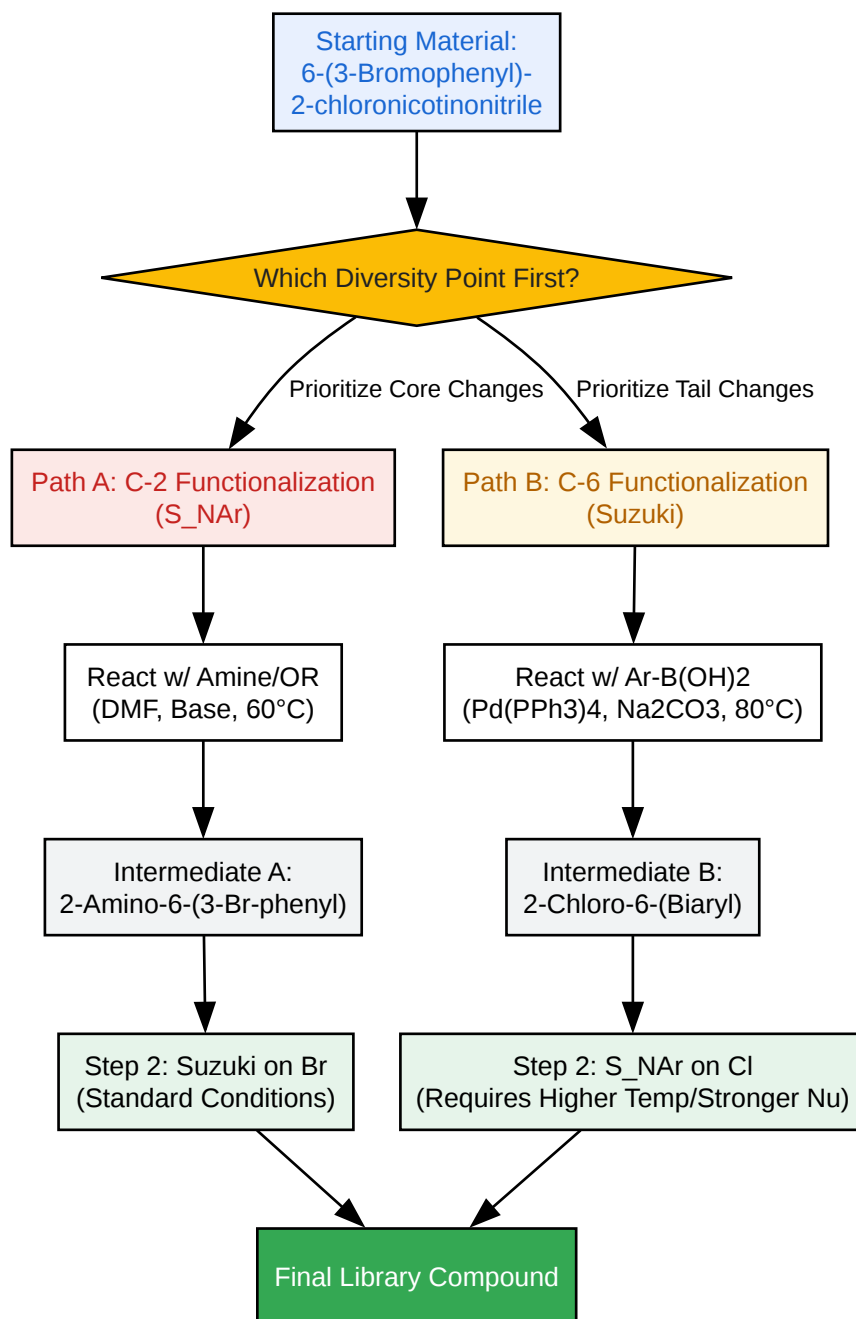 Starting Material:
6-(3-Bromophenyl)-
2-chloronicotinonitrile
Which Diversity Point First?
Prioritize Core Changes
Prioritize Tail Changes
Path A: C-2 Functionalization
(S_NAr)
Path B: C-6 Functionalization
(Suzuki)
React w/ Amine/OR
(DMF, Base, 60°C)
React w/ Ar-B(OH)2
(Pd(PPh3)4, Na2CO3, 80°C)
Intermediate A:
2-Amino-6-(3-Br-phenyl)
Intermediate B:
2-Chloro-6-(Biaryl)
Step 2: Suzuki on Br
(Standard Conditions)
Step 2: S_NAr on Cl
(Requires Higher Temp/Stronger Nu)
Final Library Compound